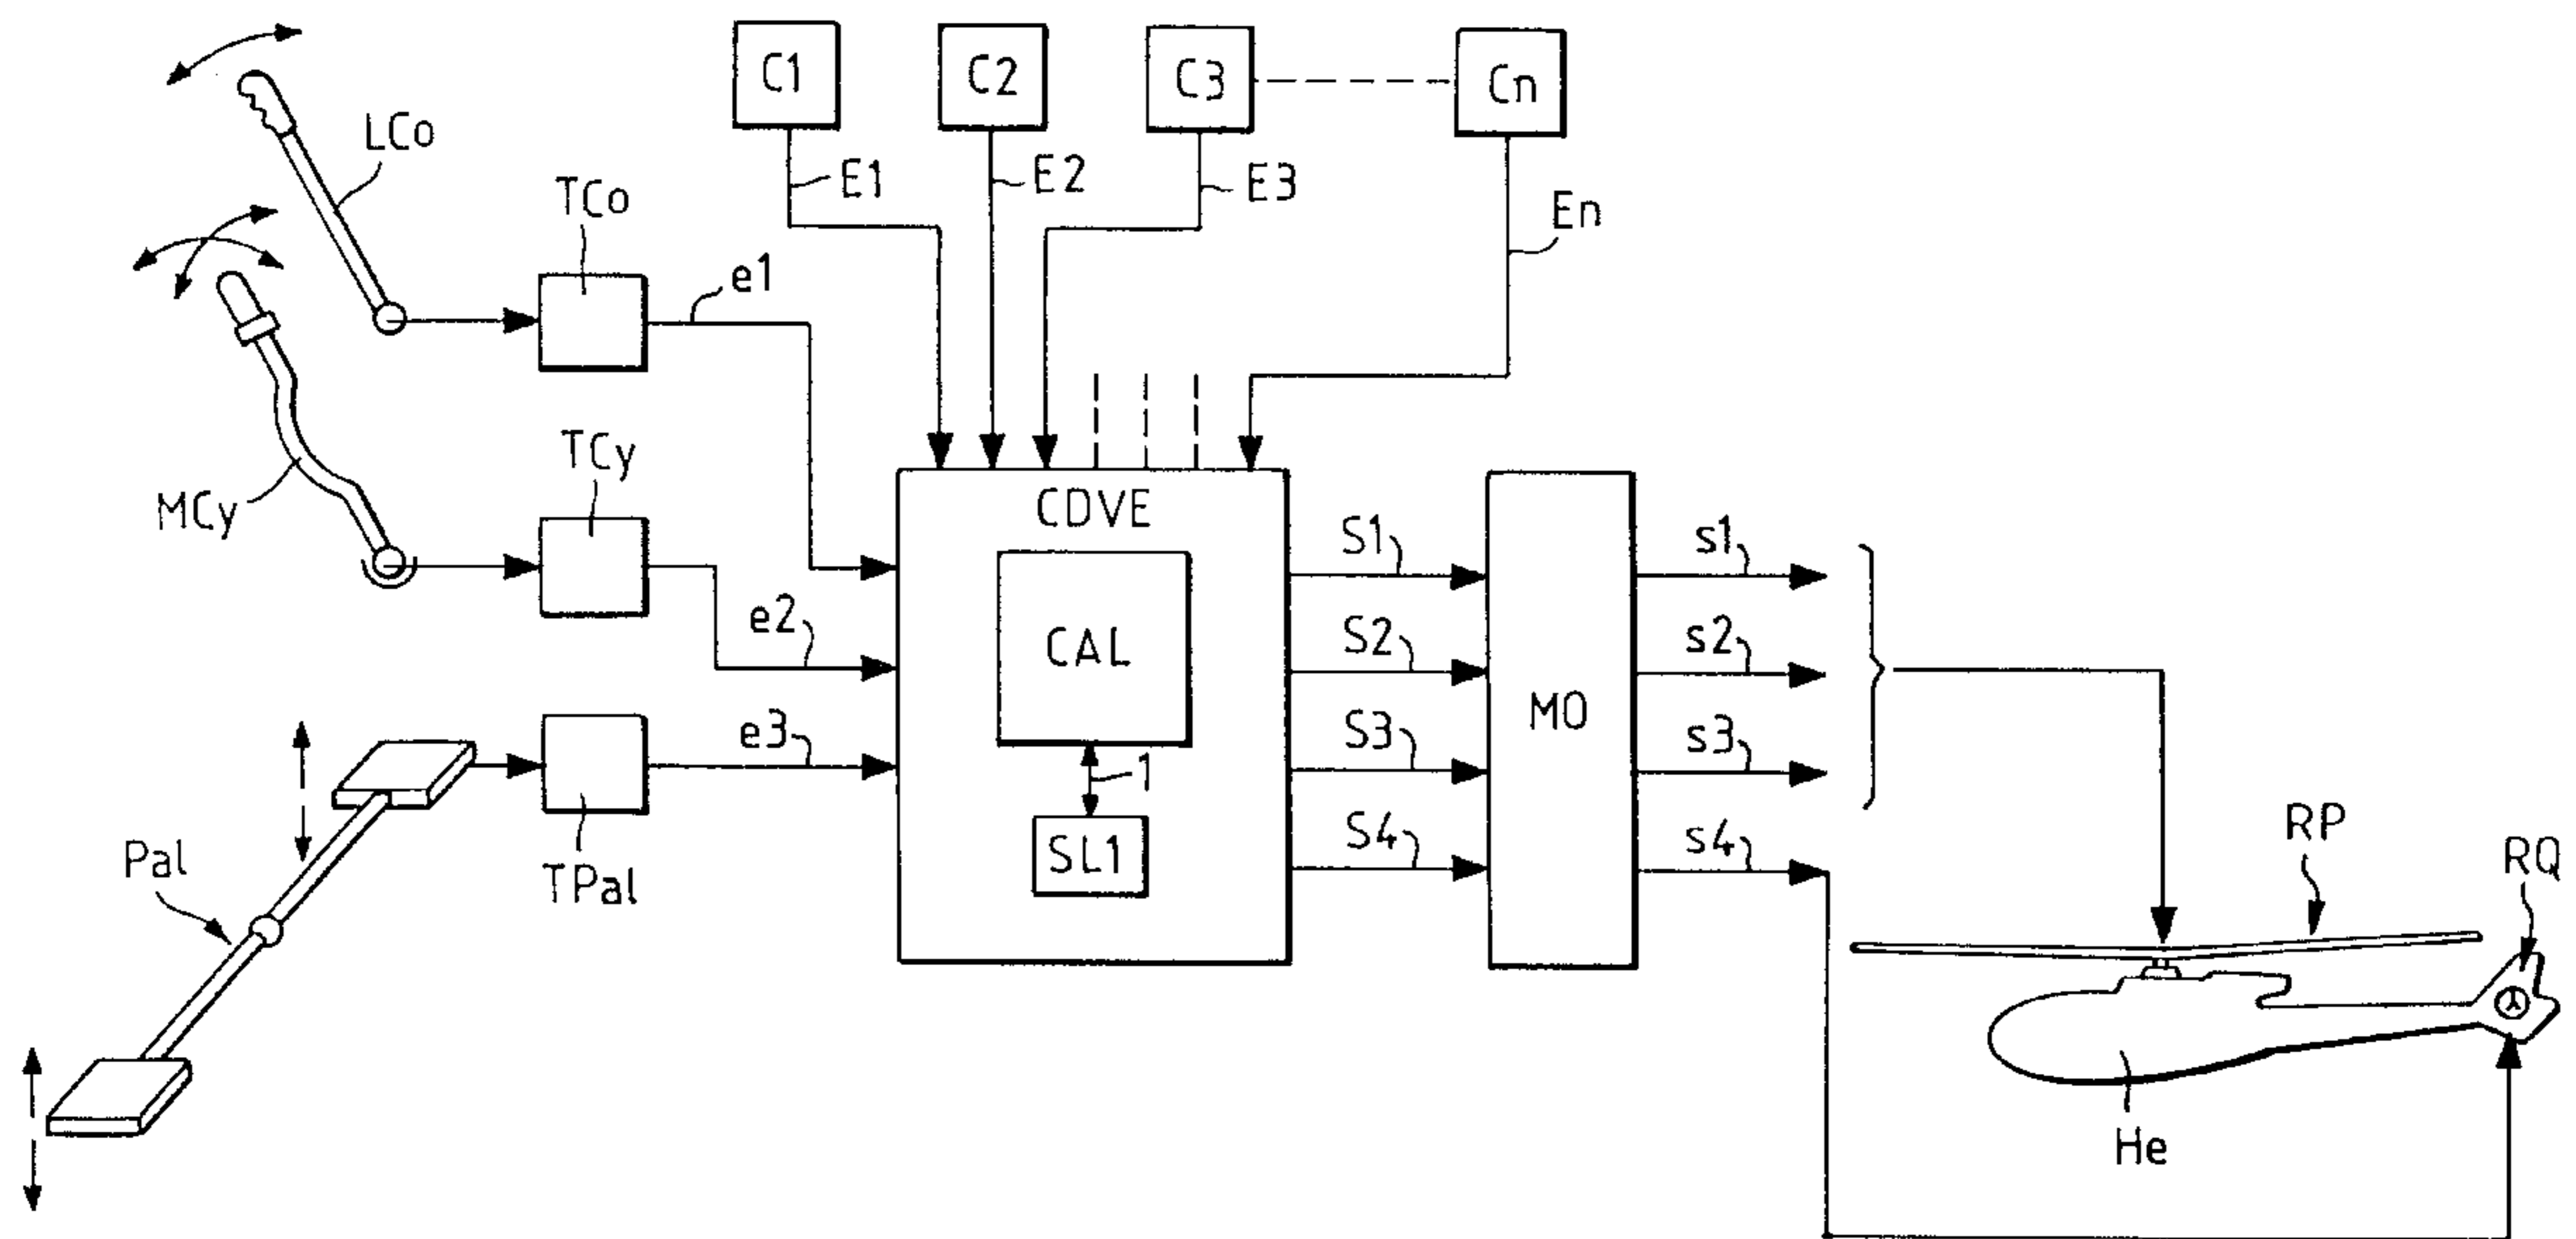 C1
C2
C3
Cn
LCo
E1
E2
E3
En
TCo
e1
MCy
TCy
CDVE
e2
CAL
S1
s1
S2
s2
MO
e3
S3
s3
1
TPal
SL1
S4
s4
Pal
RP
RQ
He